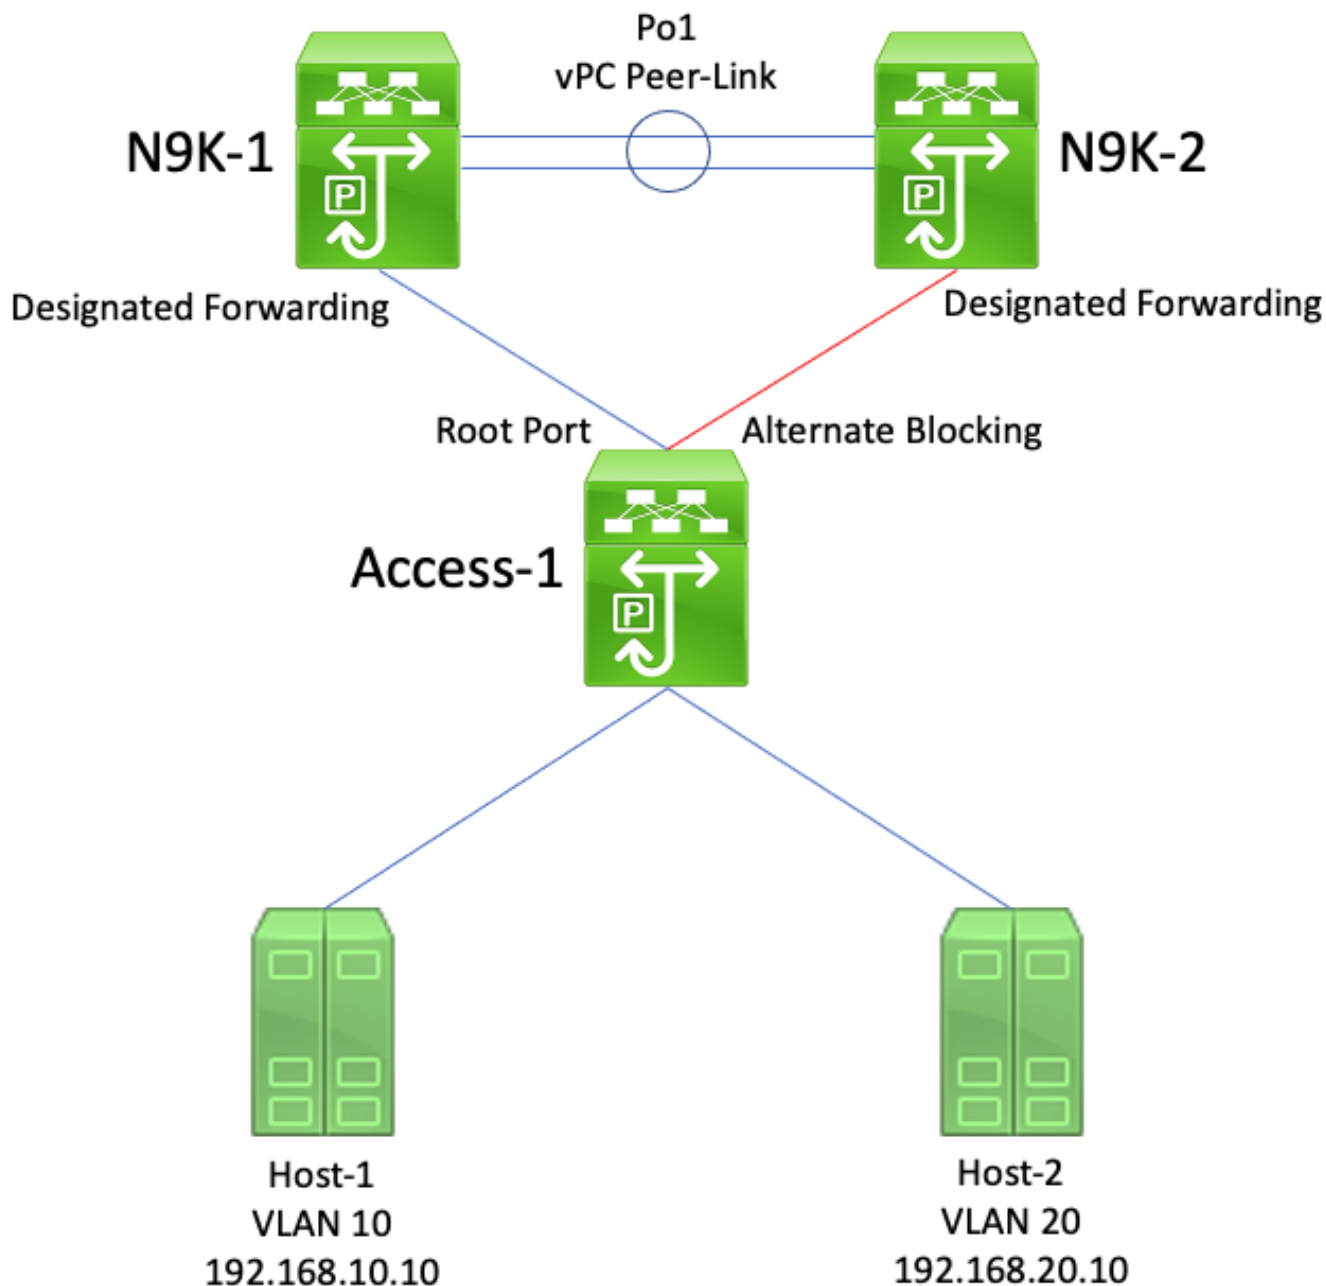 Po1
vPC Peer-Link
N9K-1
N9K-2
P
P
Designated Forwarding
Designated Forwarding
Root Port
Alternate Blocking
Access-1
P
Host-1
VLAN 10
192.168.10.10
Host-2
VLAN 20
192.168.20.10